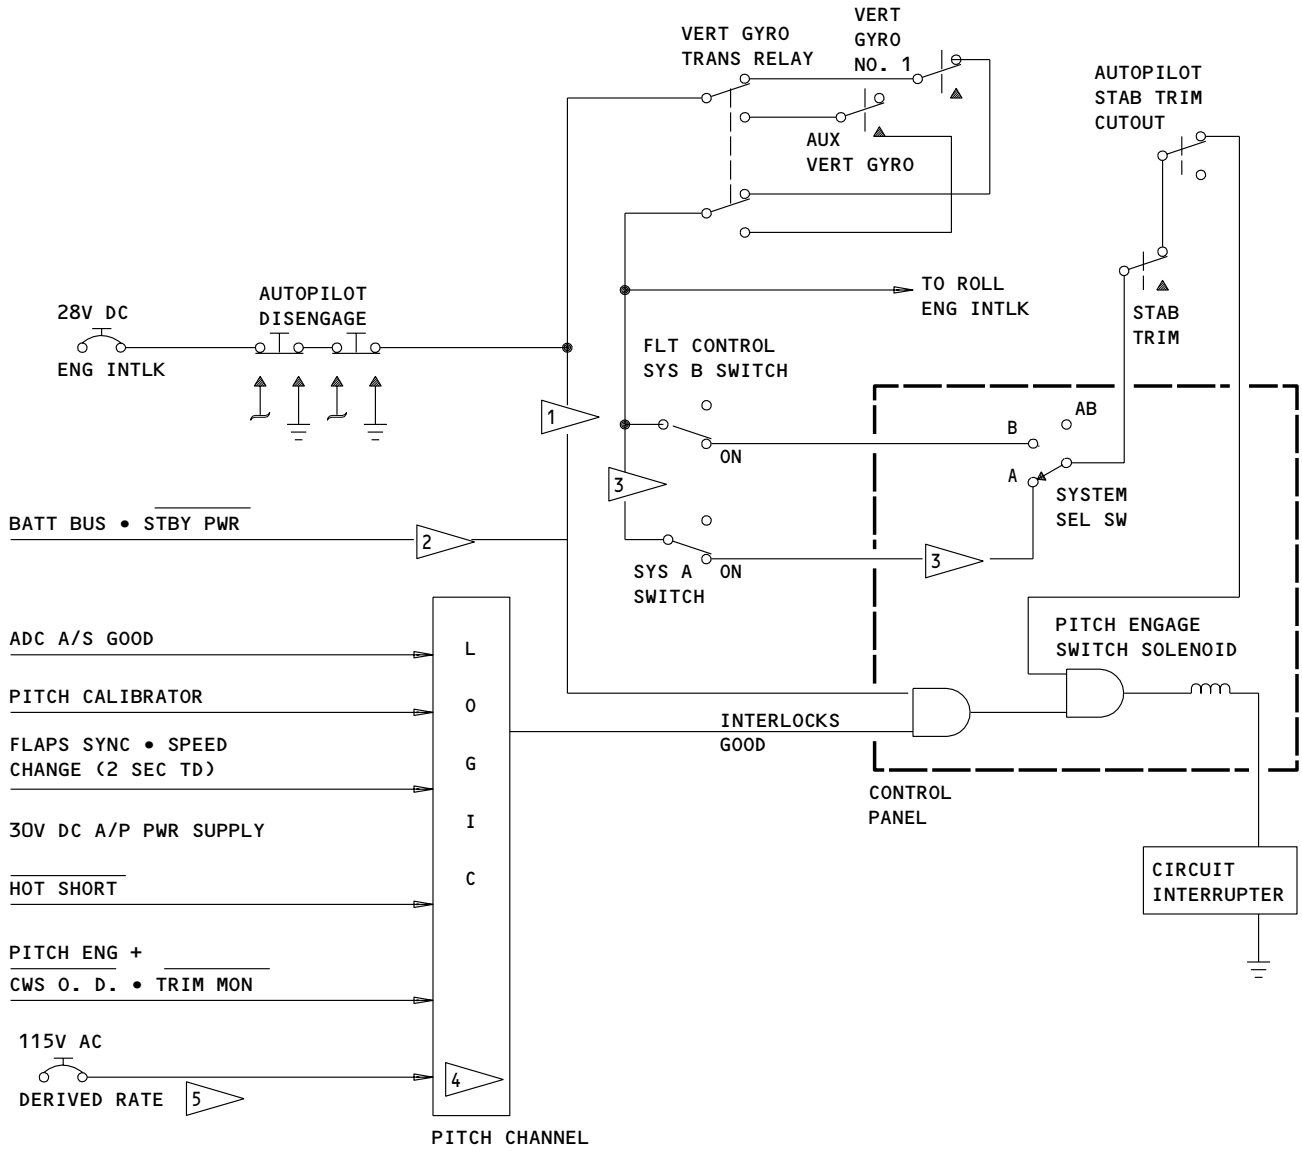 VERT GYRO
TRANS RELAY
VERT
GYRO
NO. 1
AUTOPILOT
STAB TRIM
CUTOUT
AUX
VERT GYRO
28V DC
ENG INTLK
AUTOPILOT
DISENGAGE
TO ROLL
ENG INTLK
STAB
TRIM
FLT CONTROL
SYS B SWITCH
1
ON
3
B
AB
A
SYSTEM
SEL SW
BATT BUS • STBY PWR
2
SYS A
SWITCH
ON
3
ADC A/S GOOD
PITCH CALIBRATOR
FLAPS SYNC • SPEED
CHANGE (2 SEC TD)
30V DC A/P PWR SUPPLY
HOT SHORT
PITCH ENG +
CWS O. D. • TRIM MON
115V AC
DERIVED RATE
5
L
O
G
I
C
4
PITCH CHANNEL
INTERLOCKS
GOOD
PITCH ENGAGE
SWITCH SOLENOID
CONTROL
PANEL
CIRCUIT
INTERRUPTER